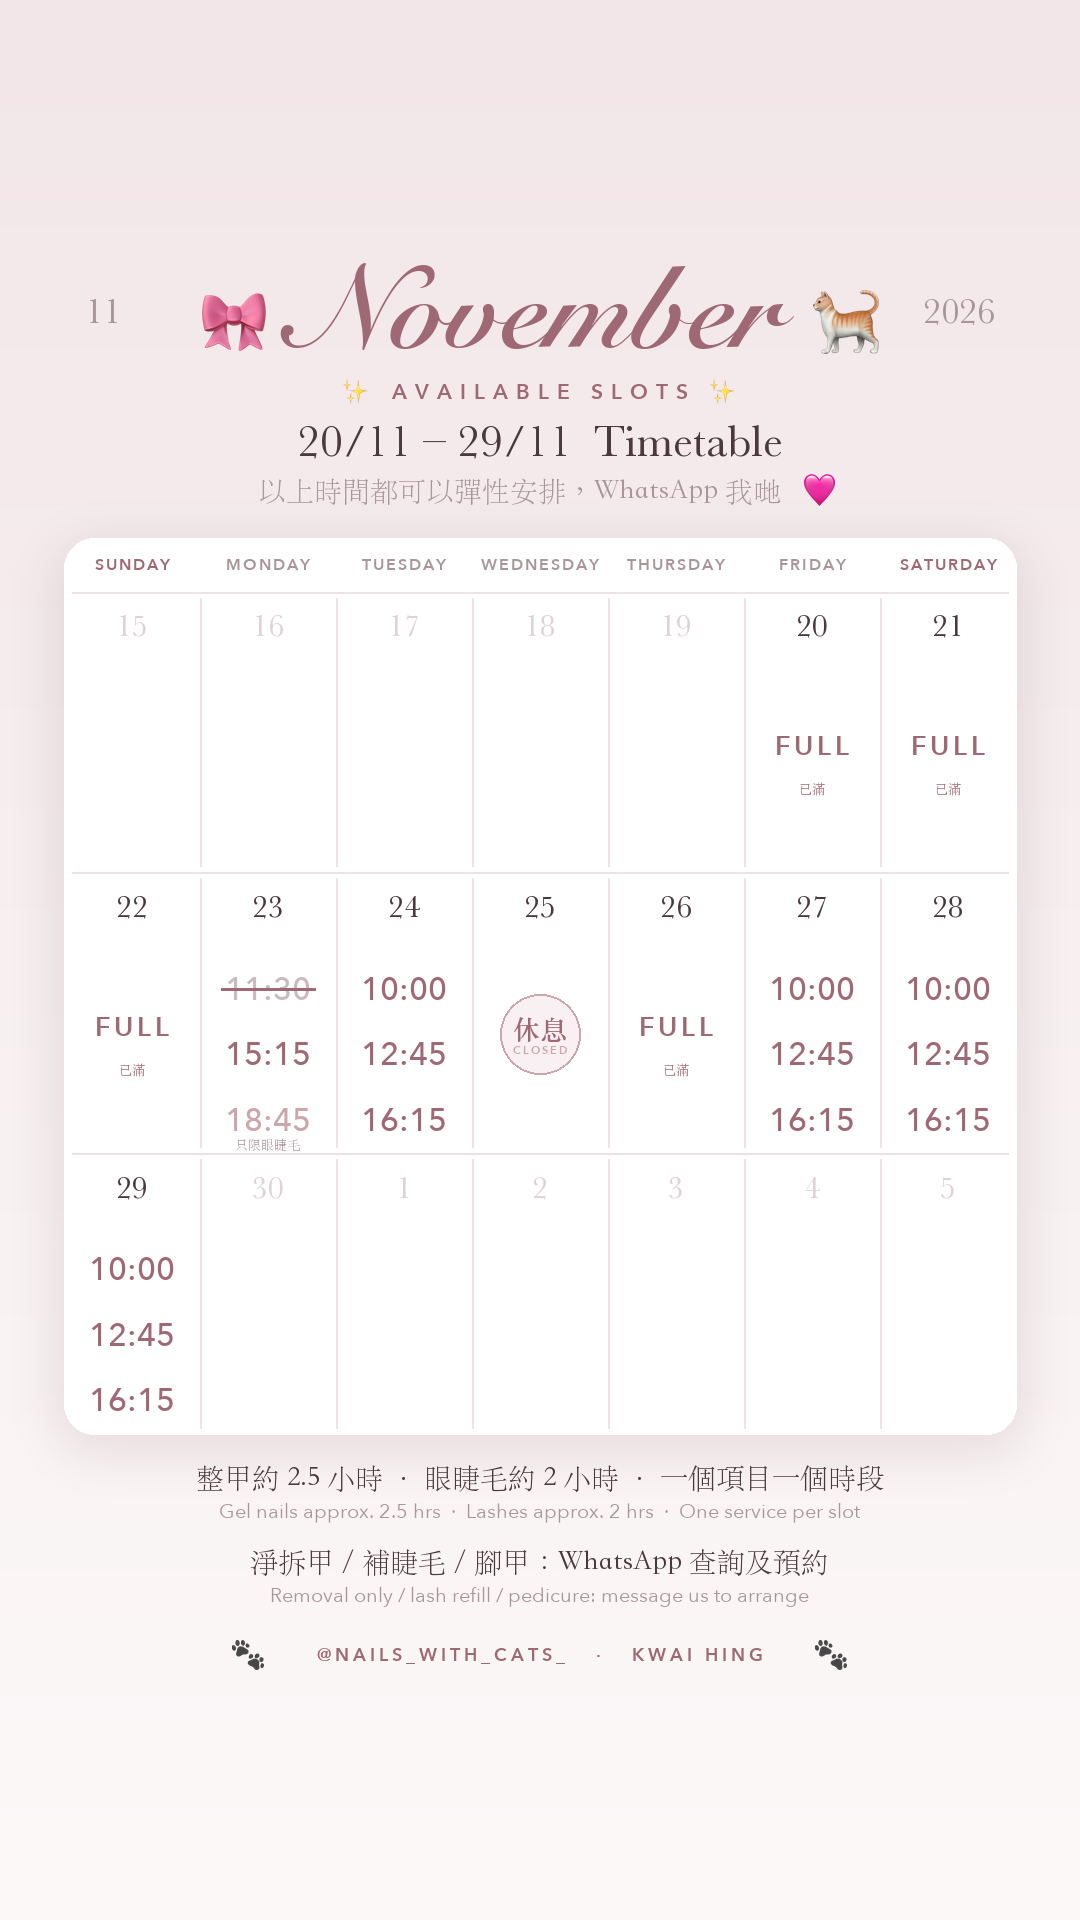 11 November 2026
AVAILABLE SLOTS
20/11 – 29/11 Timetable
以上時間都可以彈性安排，WhatsApp 我哋
SUNDAY MONDAY TUESDAY WEDNESDAY THURSDAY FRIDAY SATURDAY
15 16 17 18 19 20 21
FULL FULL
已滿 已滿
22 23 24 25 26 27 28
11:30 10:00 10:00 10:00
FULL 休息 FULL
CLOSED
15:15 12:45 12:45 12:45
已滿 已滿
18:45 16:15 16:15 16:15
只限眼睫毛
29 30 1 2 3 4 5
10:00
12:45
16:15
整甲約 2.5 小時 · 眼睫毛約 2 小時 · 一個項目一個時段
Gel nails approx. 2.5 hrs · Lashes approx. 2 hrs · One service per slot
淨拆甲 / 補睫毛 / 腳甲：WhatsApp 查詢及預約
Removal only / lash refill / pedicure: message us to arrange
@NAILS_WITH_CATS_ · KWAI HING